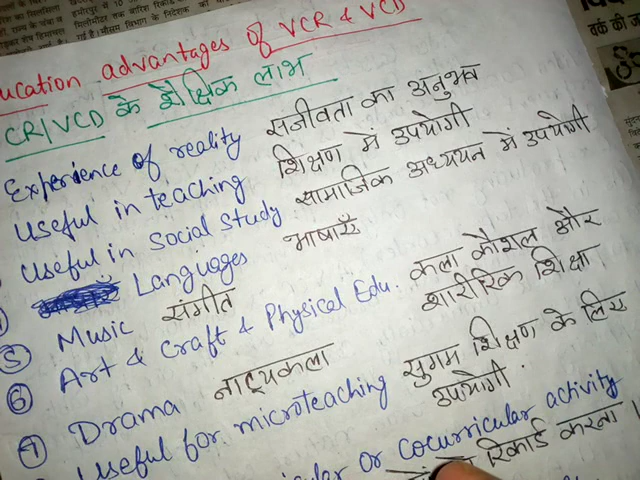 ucation advantages of VCR & VCD
CR/VCD के शैक्षिक लाभ
Experience of reality सजीवता का अनुभव
Useful in teaching शिक्षण में उपयोगी
Useful in Social Study सामाजिक अध्ययन में उपयोगी
Languages भाषाएँ
⑤ Music संगीत
⑥ Art & Craft & Physical Edu. कला कौशल और
शारीरिक शिक्षा
⑦ Drama नाट्यकला
Useful for microteaching सुगम शिक्षण के लिए
उपयोगी.
cular or cocurricular activity
रिकार्ड करना।